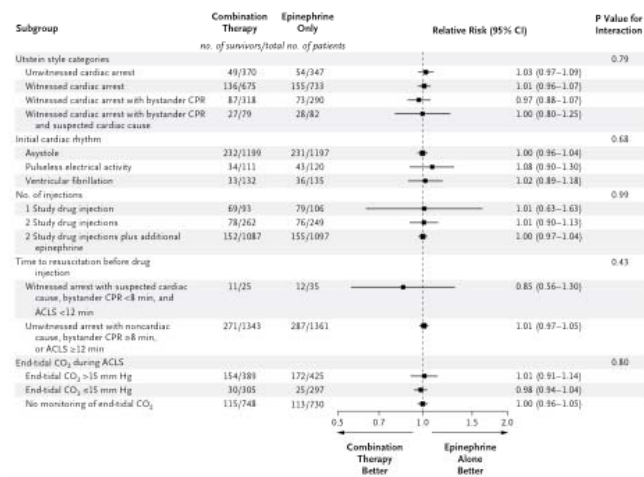 Subgroup Combination Therapy Epinephrine Only Relative Risk (95% CI) P Value for Interaction
no. of survivors/total no. of patients
Utstein style categories 0.79
Unwitnessed cardiac arrest 49/370 54/347 1.03 (0.97–1.09)
Witnessed cardiac arrest 136/675 155/733 1.01 (0.96–1.07)
Witnessed cardiac arrest with bystander CPR 87/318 73/290 0.97 (0.88–1.07)
Witnessed cardiac arrest with bystander CPR 27/79 28/82 1.00 (0.80–1.25)
and suspected cardiac cause
Initial cardiac rhythm 0.68
Asystole 232/1199 231/1197 1.00 (0.96–1.04)
Pulseless electrical activity 34/111 43/120 1.08 (0.90–1.30)
Ventricular fibrillation 33/132 36/135 1.02 (0.89–1.18)
No. of injections 0.99
1 Study drug injection 69/93 79/106 1.01 (0.63–1.63)
2 Study drug injections 78/262 76/249 1.01 (0.90–1.13)
2 Study drug injections plus additional 152/1087 155/1097 1.00 (0.97–1.04)
epinephrine
Time to resuscitation before drug 0.43
injection
Witnessed arrest with suspected cardiac 11/25 12/35 0.85 (0.56–1.30)
cause, bystander CPR <8 min, and
ACLS <12 min
Unwitnessed arrest with noncardiac 271/1343 287/1361 1.01 (0.97–1.05)
cause, bystander CPR ≥8 min,
or ACLS ≥12 min
End-tidal CO₂ during ACLS 0.80
End-tidal CO₂ >15 mm Hg 154/389 172/425 1.01 (0.91–1.14)
End-tidal CO₂ ≤15 mm Hg 30/305 25/297 0.98 (0.94–1.04)
No monitoring of end-tidal CO₂ 115/748 113/730 1.00 (0.96–1.05)
0.5 0.7 1.0 1.5 2.0
Combination Therapy Better Epinephrine Alone Better